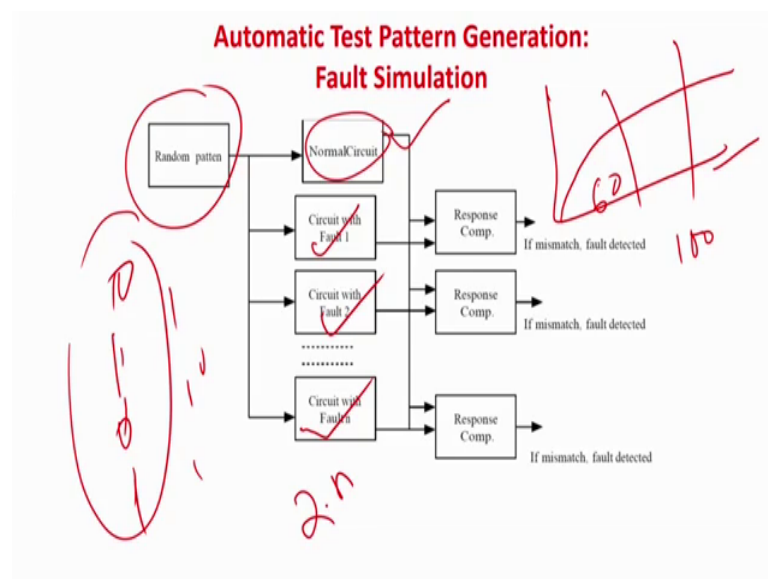 Automatic Test Pattern Generation:
Fault Simulation
Random patten
NormalCircuit
Circuit with
Fault 1
Response
Comp.
If mismatch, fault detected
Circuit with
Fault 2
Response
Comp.
If mismatch, fault detected
...........
...........
Circuit with
Faultn
Response
Comp.
If mismatch, fault detected
60
100
2.n